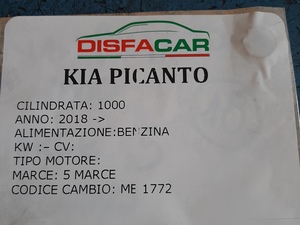 DISFACAR
KIA PICANTO
CILINDRATA: 1000
ANNO: 2018 ->
ALIMENTAZIONE:BENZINA
KW :- CV:
TIPO MOTORE:
MARCE: 5 MARCE
CODICE CAMBIO: ME 1772